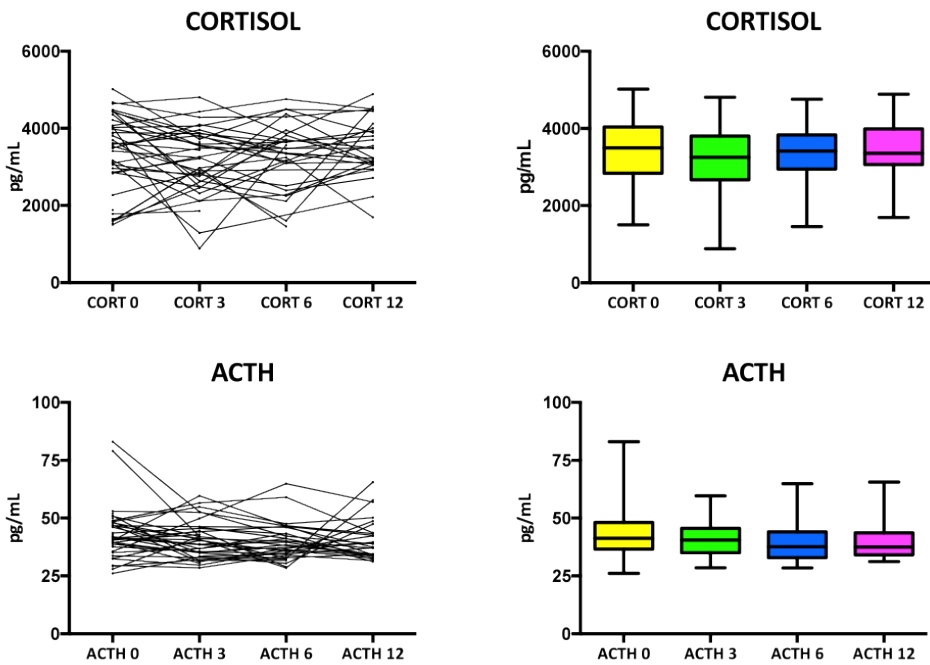 CORTISOL
6000
4000
2000
0
pg/mL
CORT 0 CORT 3 CORT 6 CORT 12
CORTISOL
6000
4000
2000
0
pg/mL
CORT 0 CORT 3 CORT 6 CORT 12
ACTH
100
75
50
25
0
pg/mL
ACTH 0 ACTH 3 ACTH 6 ACTH 12
ACTH
100
75
50
25
0
pg/mL
ACTH 0 ACTH 3 ACTH 6 ACTH 12